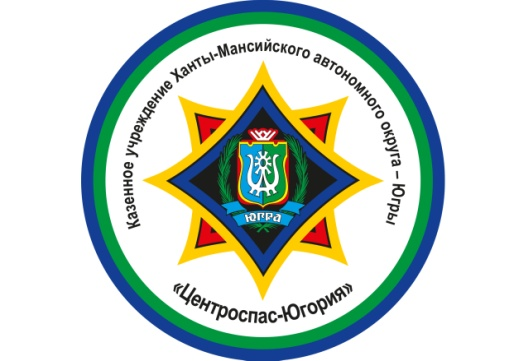 Казенное учреждение Ханты-Мансийского автономного округа – Югры
ЮГРА
«Центроспас-Югория»